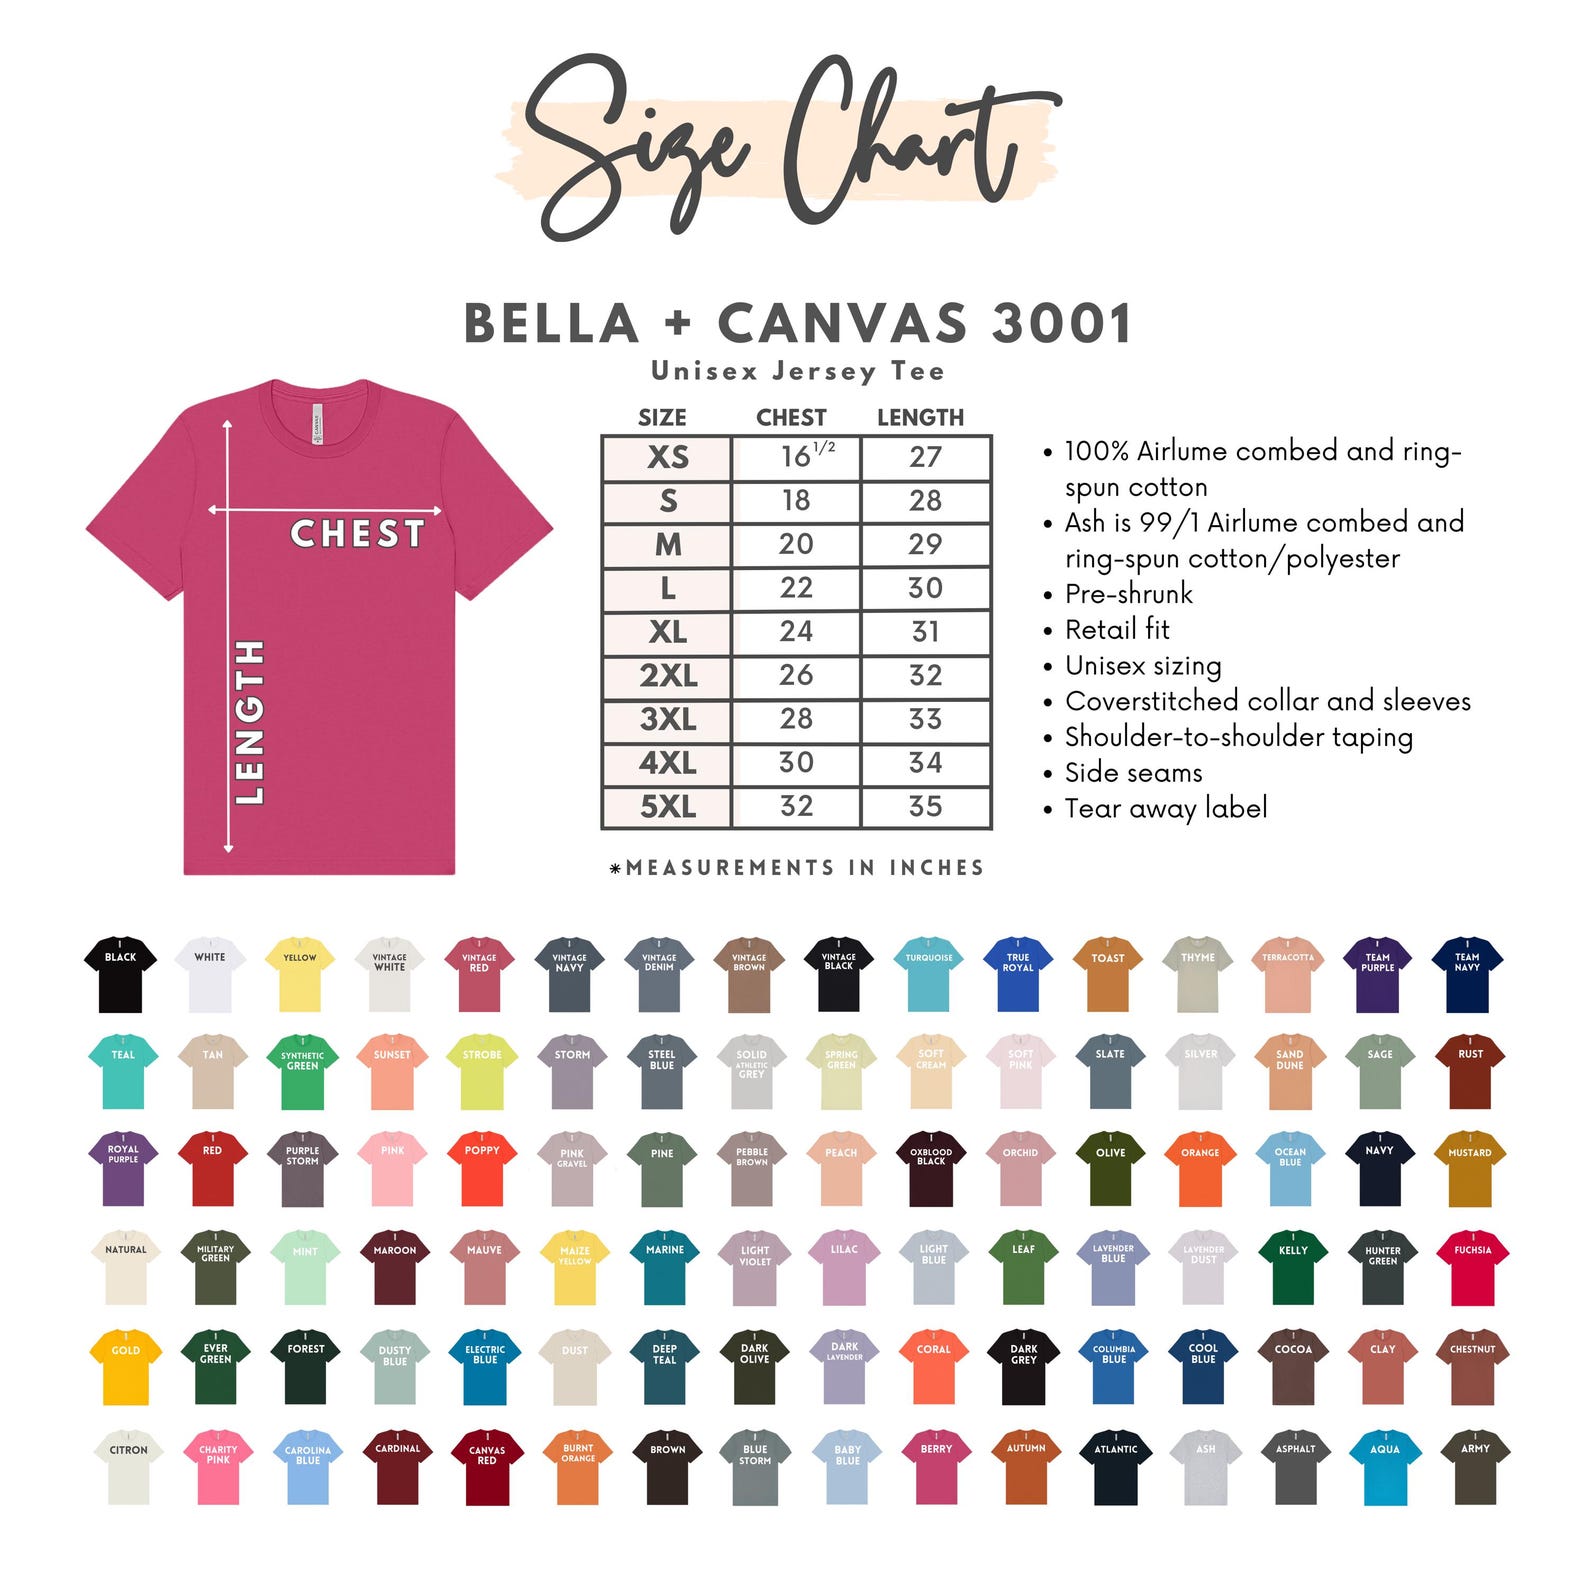 Size Chart
BELLA + CANVAS 3001
Unisex Jersey Tee
SIZE CHEST LENGTH
XS 16 1/2 27
S 18 28
M 20 29
L 22 30
XL 24 31
2XL 26 32
3XL 28 33
4XL 30 34
5XL 32 35
*MEASUREMENTS IN INCHES
CANVAS
CHEST
LENGTH
• 100% Airlume combed and ring-
spun cotton
• Ash is 99/1 Airlume combed and
ring-spun cotton/polyester
• Pre-shrunk
• Retail fit
• Unisex sizing
• Coverstitched collar and sleeves
• Shoulder-to-shoulder taping
• Side seams
• Tear away label
BLACK
WHITE
YELLOW
VINTAGE
WHITE
VINTAGE
RED
VINTAGE
NAVY
VINTAGE
DENIM
VINTAGE
BROWN
VINTAGE
BLACK
TURQUOISE
TRUE
ROYAL
TOAST
THYME
TERRACOTTA
TEAM
PURPLE
TEAM
NAVY
TEAL
TAN
SYNTHETIC
GREEN
SUNSET
STROBE
STORM
STEEL
BLUE
SOLID
ATHLETIC
GREY
SPRING
GREEN
SOFT
CREAM
SOFT
PINK
SLATE
SILVER
SAND
DUNE
SAGE
RUST
ROYAL
PURPLE
RED
PURPLE
STORM
PINK
POPPY
PINK
GRAVEL
PINE
PEBBLE
BROWN
PEACH
OXBLOOD
BLACK
ORCHID
OLIVE
ORANGE
OCEAN
BLUE
NAVY
MUSTARD
NATURAL
MILITARY
GREEN
MINT
MAROON
MAUVE
MAIZE
YELLOW
MARINE
LIGHT
VIOLET
LILAC
LIGHT
BLUE
LEAF
LAVENDER
BLUE
LAVENDER
DUST
KELLY
HUNTER
GREEN
FUCHSIA
GOLD
EVER
GREEN
FOREST
DUSTY
BLUE
ELECTRIC
BLUE
DUST
DEEP
TEAL
DARK
OLIVE
DARK
LAVENDER
CORAL
DARK
GREY
COLUMBIA
BLUE
COOL
BLUE
COCOA
CLAY
CHESTNUT
CITRON
CHARITY
PINK
CAROLINA
BLUE
CARDINAL
CANVAS
RED
BURNT
ORANGE
BROWN
BLUE
STORM
BABY
BLUE
BERRY
AUTUMN
ATLANTIC
ASH
ASPHALT
AQUA
ARMY